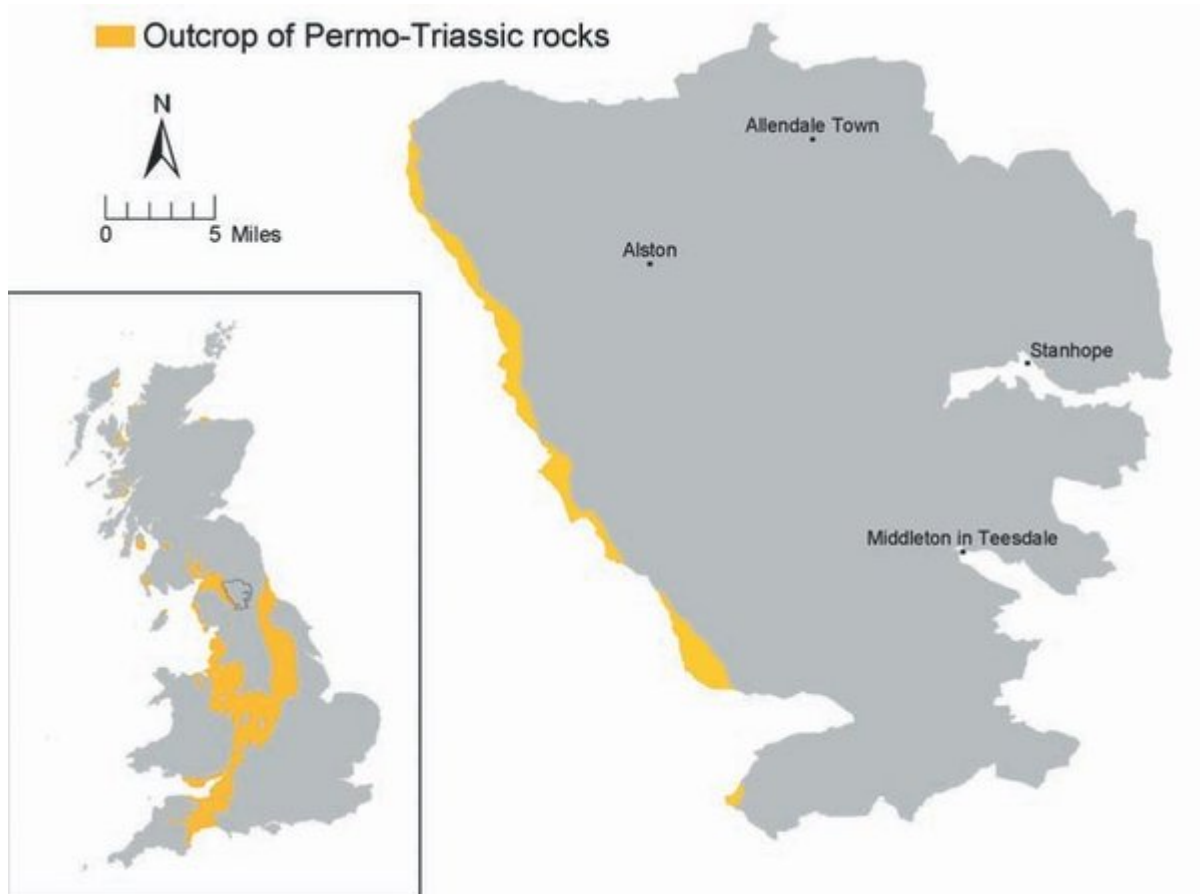 Outcrop of Permo-Triassic rocks
N
0 5 Miles
Allendale Town
Alston
Stanhope
Middleton in Teesdale